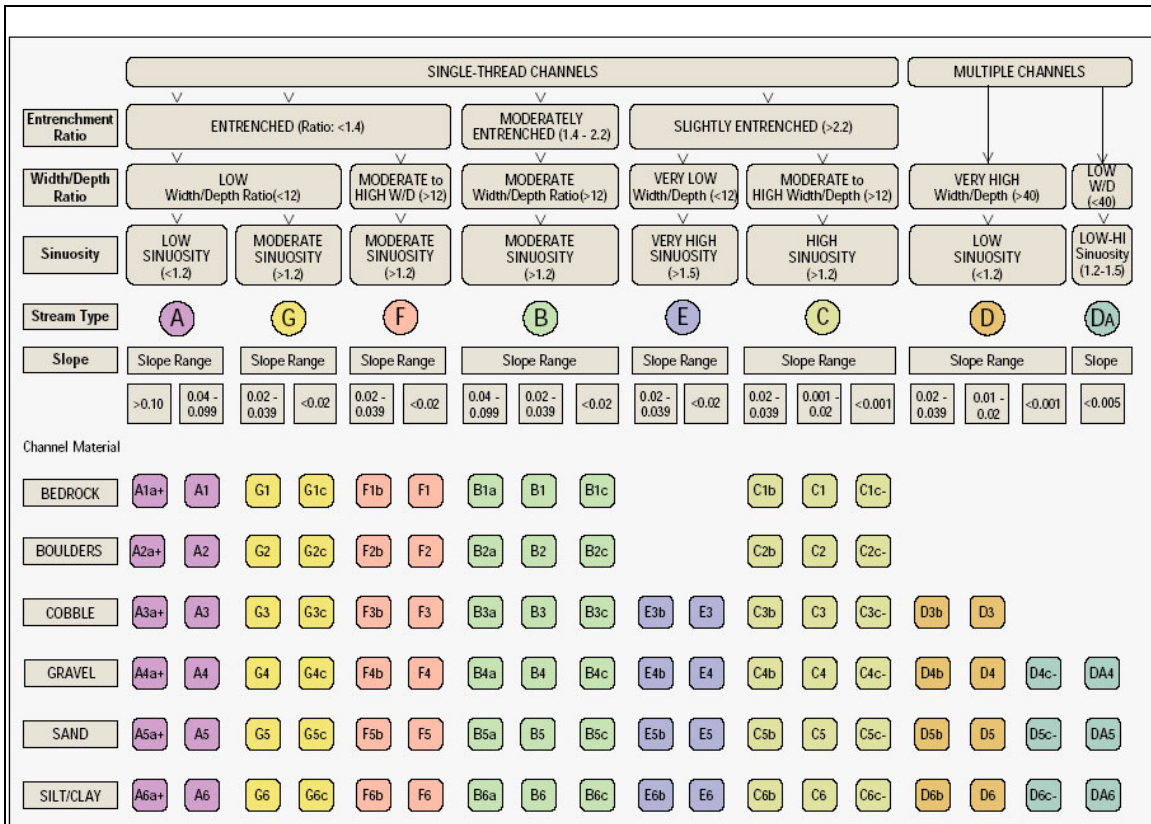 SINGLE-THREAD CHANNELS MULTIPLE CHANNELS
Entrenchment
Ratio
ENTRENCHED (Ratio: <1.4)
MODERATELY
ENTRENCHED (1.4 - 2.2)
SLIGHTLY ENTRENCHED (>2.2)
Width/Depth
Ratio
LOW
Width/Depth Ratio(<12)
MODERATE to
HIGH W/D (>12)
MODERATE
Width/Depth Ratio(>12)
VERY LOW
Width/Depth (<12)
MODERATE to
HIGH Width/Depth (>12)
VERY HIGH
Width/Depth (>40)
LOW
W/D
(<40)
Sinuosity
LOW
SINUOSITY
(<1.2)
MODERATE
SINUOSITY
(>1.2)
MODERATE
SINUOSITY
(>1.2)
MODERATE
SINUOSITY
(>1.2)
VERY HIGH
SINUOSITY
(>1.5)
HIGH
SINUOSITY
(>1.2)
LOW
SINUOSITY
(<1.2)
LOW-HI
Sinuosity
(1.2-1.5)
Stream Type A G F B E C D DA
Slope Slope Range Slope Range Slope Range Slope Range Slope Range Slope Range Slope Range Slope
>0.10
0.04 -
0.099
0.02 -
0.039
<0.02
0.02 -
0.039
<0.02
0.04 -
0.099
0.02 -
0.039
<0.02
0.02 -
0.039
<0.02
0.02 -
0.039
0.001 -
0.02
<0.001
0.02 -
0.039
0.01 -
0.02
<0.001
<0.005
Channel Material
BEDROCK A1a+ A1 G1 G1c F1b F1 B1a B1 B1c C1b C1 C1c-
BOULDERS A2a+ A2 G2 G2c F2b F2 B2a B2 B2c C2b C2 C2c-
COBBLE A3a+ A3 G3 G3c F3b F3 B3a B3 B3c E3b E3 C3b C3 C3c- D3b D3
GRAVEL A4a+ A4 G4 G4c F4b F4 B4a B4 B4c E4b E4 C4b C4 C4c- D4b D4 D4c- DA4
SAND A5a+ A5 G5 G5c F5b F5 B5a B5 B5c E5b E5 C5b C5 C5c- D5b D5 D5c- DA5
SILT/CLAY A6a+ A6 G6 G6c F6b F6 B6a B6 B6c E6b E6 C6b C6 C6c- D6b D6 D6c- DA6